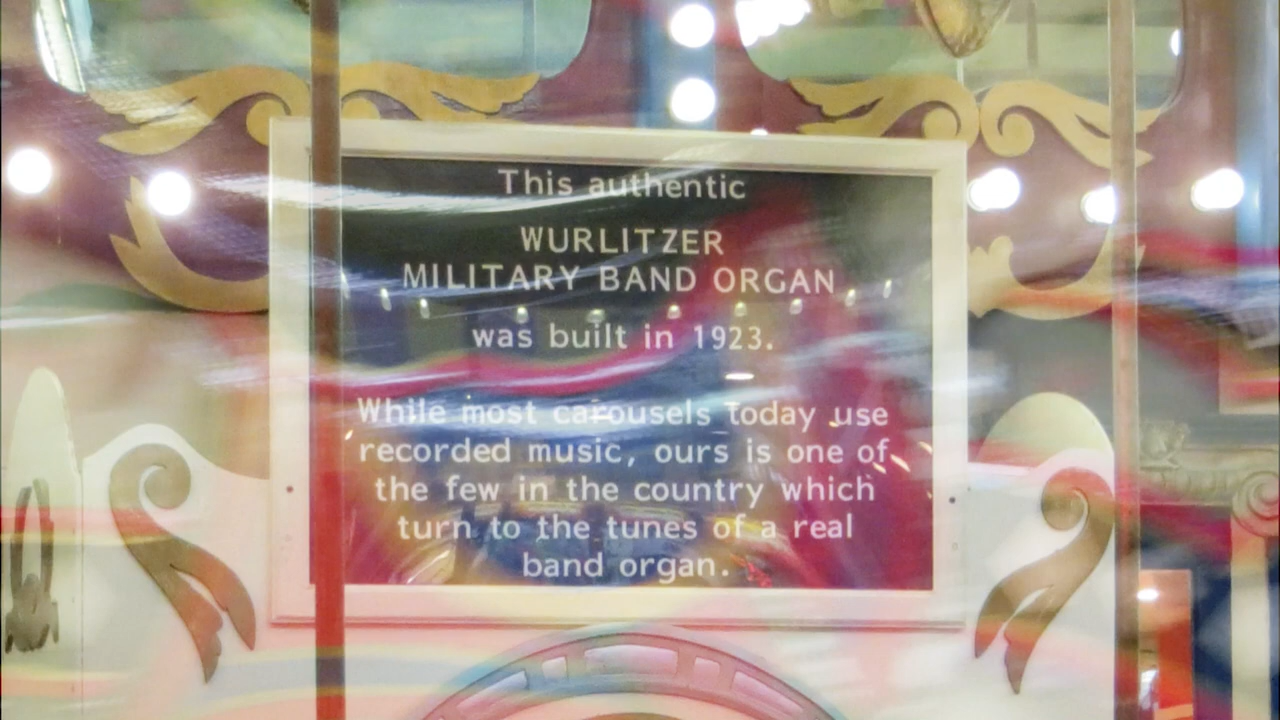 This authentic
WURLITZER
MILITARY BAND ORGAN
was built in 1923.
While most carousels today use
recorded music, ours is one of
the few in the country which
turn to the tunes of a real
band organ.